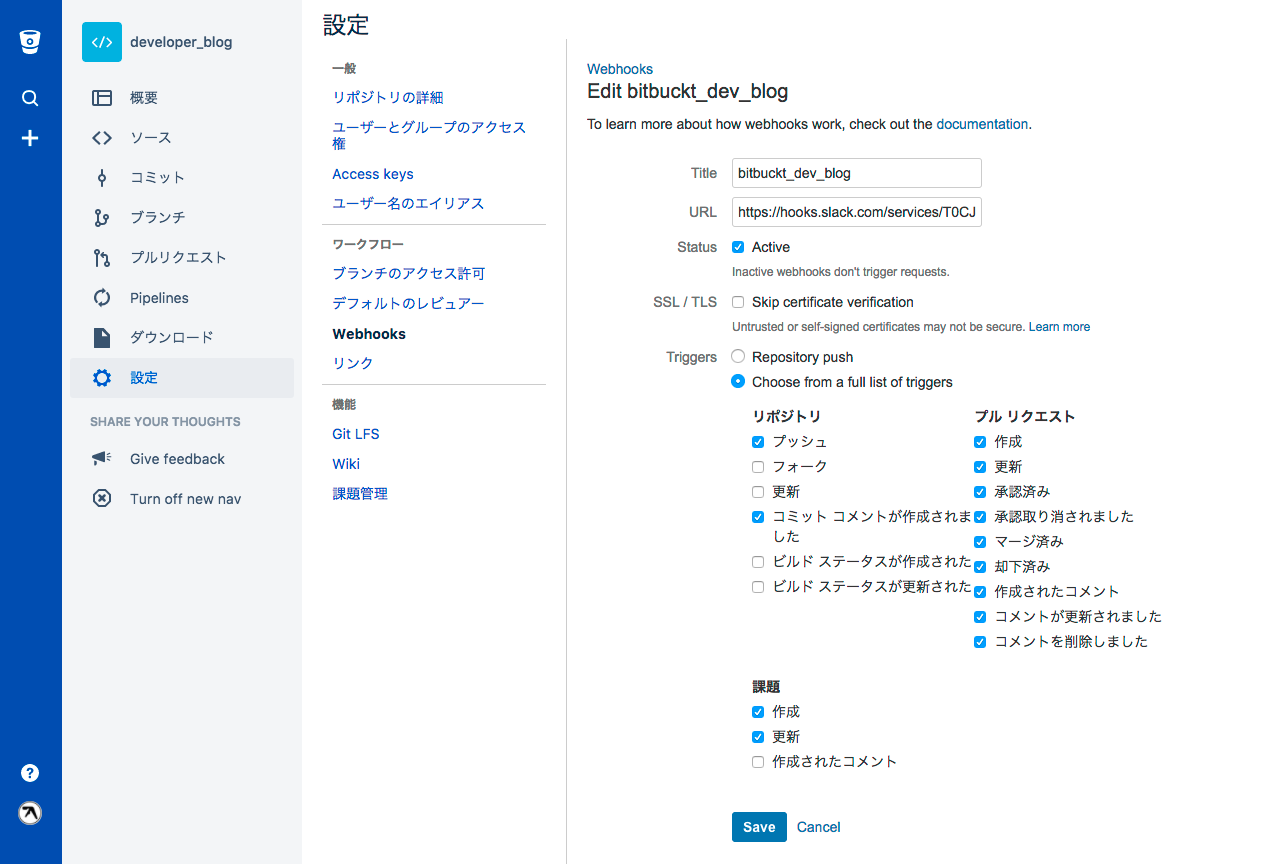 </>
developer_blog
概要
ソース
コミット
ブランチ
プルリクエスト
Pipelines
ダウンロード
設定
SHARE YOUR THOUGHTS
Give feedback
Turn off new nav
?
設定
一般
リポジトリの詳細
ユーザーとグループのアクセス
権
Access keys
ユーザー名のエイリアス
ワークフロー
ブランチのアクセス許可
デフォルトのレビュアー
Webhooks
リンク
機能
Git LFS
Wiki
課題管理
Webhooks
Edit bitbuckt_dev_blog
To learn more about how webhooks work, check out the documentation.
Title bitbuckt_dev_blog
URL https://hooks.slack.com/services/T0CJ
Status Active
Inactive webhooks don't trigger requests.
SSL / TLS Skip certificate verification
Untrusted or self-signed certificates may not be secure. Learn more
Triggers Repository push
Choose from a full list of triggers
リポジトリ
プッシュ
フォーク
更新
コミット コメントが作成されま
した
ビルド ステータスが作成された
ビルド ステータスが更新された
プル リクエスト
作成
更新
承認済み
承認取り消されました
マージ済み
却下済み
作成されたコメント
コメントが更新されました
コメントを削除しました
課題
作成
更新
作成されたコメント
Save Cancel